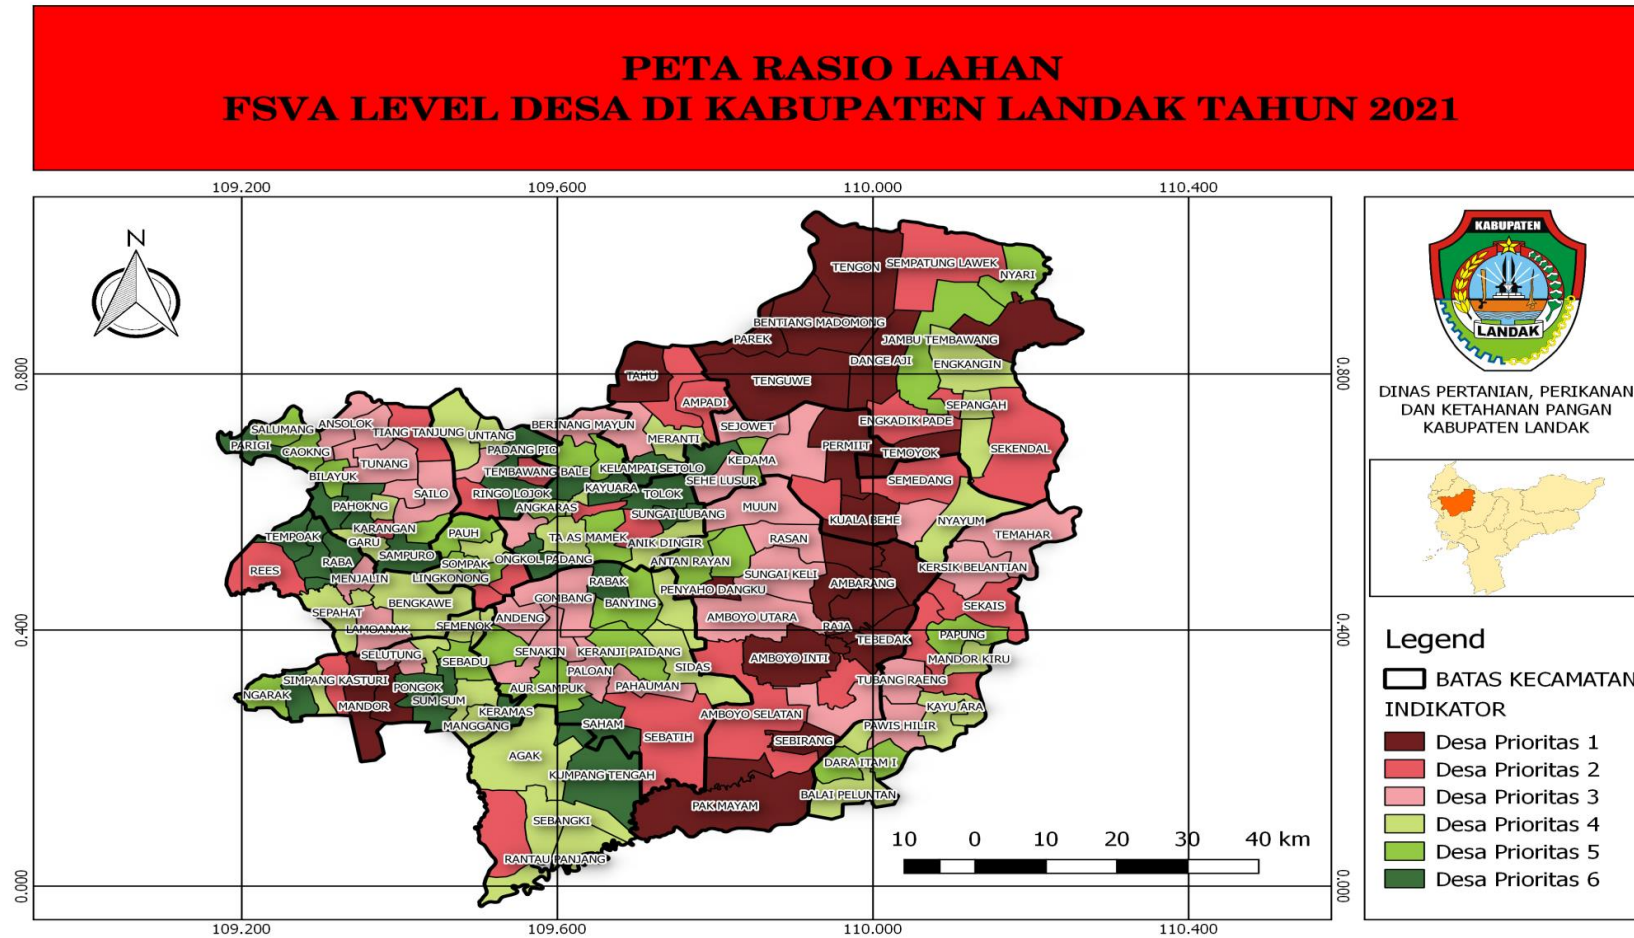 PETA RASIO LAHAN
FSVA LEVEL DESA DI KABUPATEN LANDAK TAHUN 2021
109.200 109.600 110.000 110.400
N
0.800
0.400
0.000
TENGON
SEMPATUNG LAWEK
NYARI
BENTIANG MADOMONG
PAREK
JAMBU TEMBAWANG
DANGE AJI
ENGKANGIN
TAHU
TENGUWE
AMPADI
SEPANGAH
SALUMANG
ANSOLOK
BERINANG MAYUN
SEJOWET
ENGKADIK PADE
PARIGI
TIANG TANJUNG
UNTANG
MERANTI
PERMIIT
SEKENDAL
CAOKNG
PADANG PIO
TEMOYOK
TUNANG
KEDAMA
BILAYUK
TEMBAWANG BALE
KELAMPAI SETOLO
SEHE LUSUR
SEMEDANG
SAILO
RINGO LOJOK
KAYUARA
TOLOK
PAHOKNG
ANGKARAS
SUNGAI LUBANG
MUUN
KUALA BEHE
NYAYUM
KARANGAN
TEMPOAK
GARU
PAUH
TA AS MAMEK
ANIK DINGIR
RASAN
TEMAHAR
RABA
SAMPURO
SOMPAK
ONGKOL PADANG
ANTAN RAYAN
REES
MENJALIN
LINGKONONG
RABAK
SUNGAI KELI
AMBARANG
KERSIK BELANTIAN
BENGKAWE
GOMBANG
BANYING
PENYAHO DANGKU
SEPAHAT
SEKAIS
ANDENG
AMBOYO UTARA
LAMOANAK
SEMENOK
RAJA
TEBEDAK
PAPUNG
SELUTUNG
SEBADU
SENAKIN
KERANJI PAIDANG
SIDAS
AMBOYO INTI
MANDOR KIRU
SIMPANG KASTURI
PONGOK
AUR SAMPUK
PALOAN
PAHAUMAN
TUBANG RAENG
NGARAK
SUM SUM
MANDOR
KERAMAS
KAYU ARA
MANGGANG
SAHAM
SEBATIH
AMBOYO SELATAN
PAWIS HILIR
SEBIRANG
AGAK
DARA ITAM I
KUMPANG TENGAH
BALAI PELUNTAN
PAK MAYAM
SEBANGKI
RANTAU PANJANG
10 0 10 20 30 40 km
0.800
0.400
0.000
109.200 109.600 110.000 110.400
KABUPATEN
LANDAK
DINAS PERTANIAN, PERIKANAN
DAN KETAHANAN PANGAN
KABUPATEN LANDAK
Legend
BATAS KECAMATAN
INDIKATOR
Desa Prioritas 1
Desa Prioritas 2
Desa Prioritas 3
Desa Prioritas 4
Desa Prioritas 5
Desa Prioritas 6